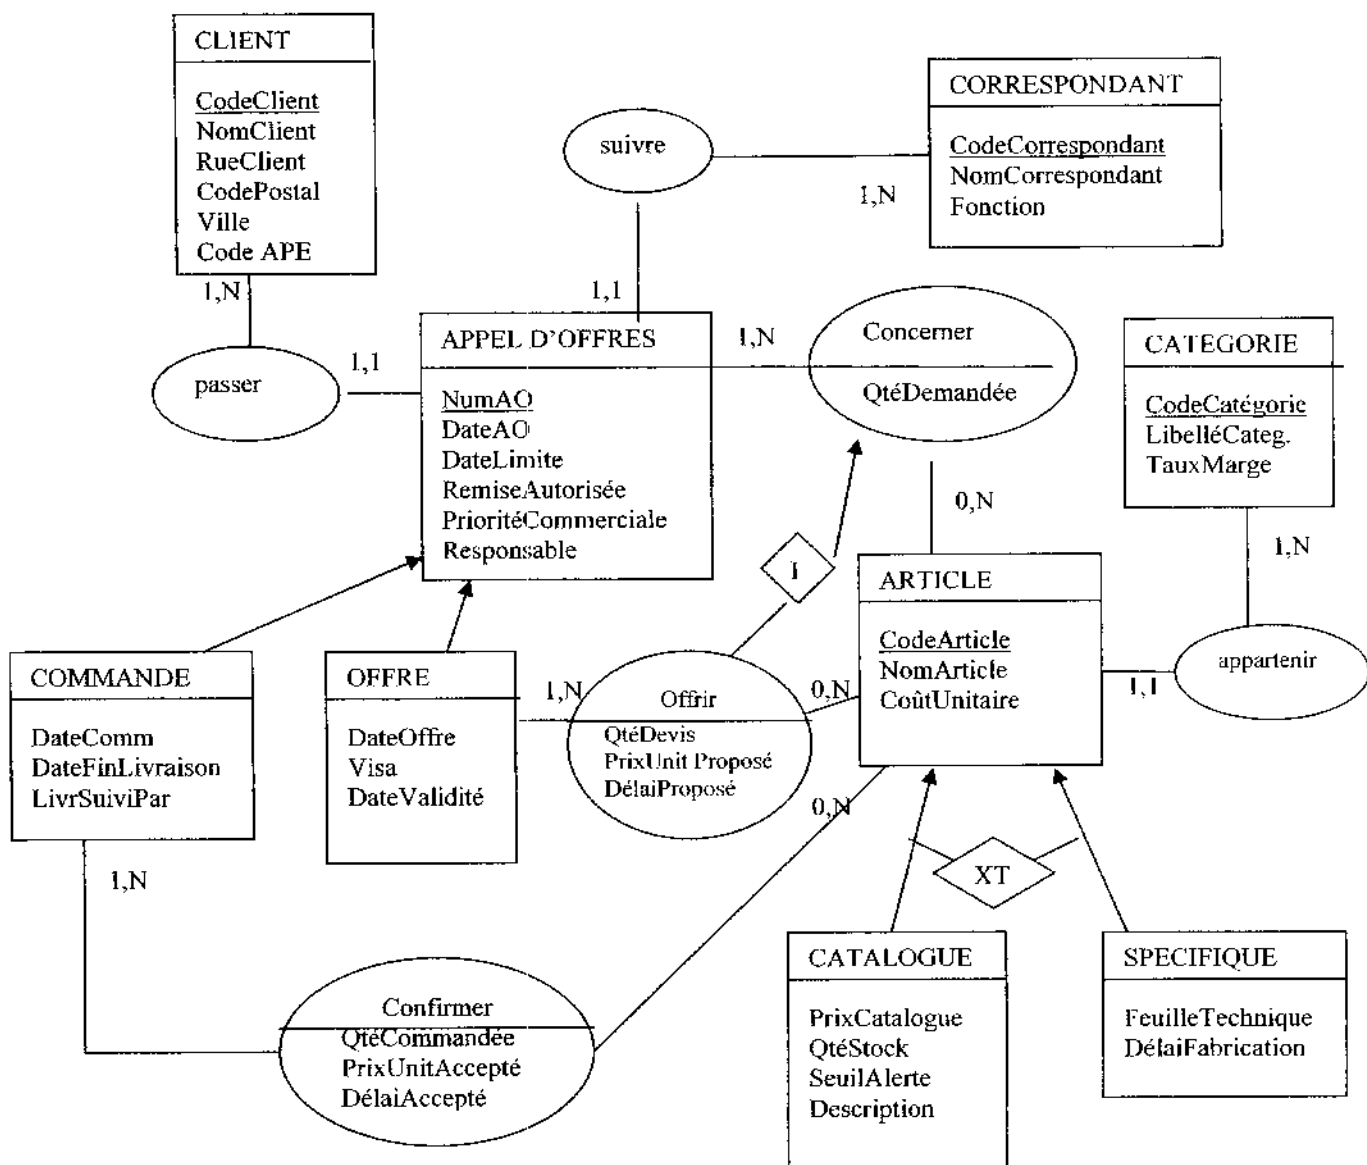 CLIENT
CodeClient
NomClient
RueClient
CodePostal
Ville
Code APE
1,N
CORRESPONDANT
CodeCorrespondant
NomCorrespondant
Fonction
suivre
1,N
1,1
passer
1,1
APPEL D'OFFRES
NumAO
DateAO
DateLimite
RemiseAutorisée
PrioritéCommerciale
Responsable
1,N
Concerner
QtéDemandée
0,N
CATEGORIE
CodeCatégorie
LibelléCateg.
TauxMarge
1,N
I
ARTICLE
CodeArticle
NomArticle
CoûtUnitaire
1,1
appartenir
COMMANDE
DateComm
DateFinLivraison
LivrSuiviPar
1,N
OFFRE
DateOffre
Visa
DateValidité
1,N
Offrir
QtéDevis
PrixUnit Proposé
DélaiProposé
0,N
0,N
XT
CATALOGUE
PrixCatalogue
QtéStock
SeuilAlerte
Description
SPECIFIQUE
FeuilleTechnique
DélaiFabrication
Confirmer
QtéCommandée
PrixUnitAccepté
DélaiAccepté